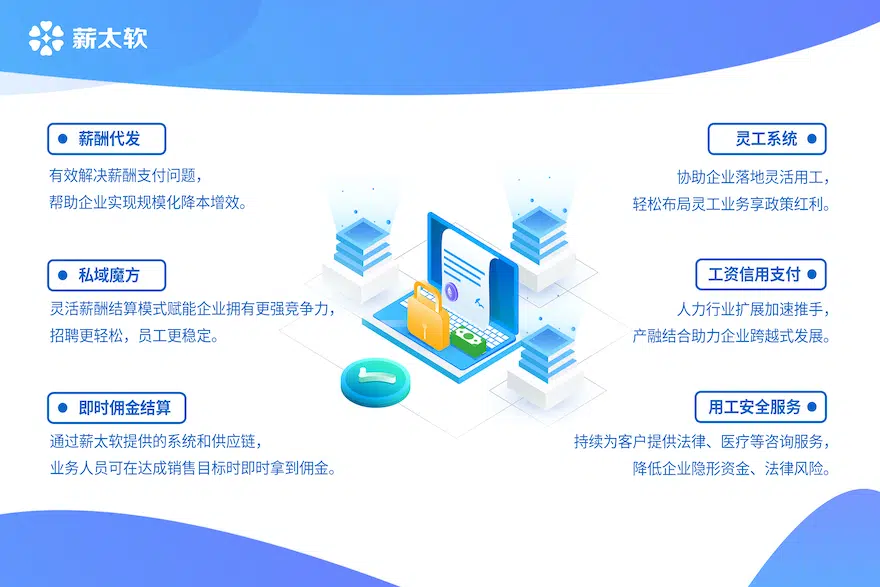 薪太软
薪酬代发
有效解决薪酬支付问题，
帮助企业实现规模化降本增效。
私域魔方
灵活薪酬结算模式赋能企业拥有更强竞争力，
招聘更轻松，员工更稳定。
即时佣金结算
通过薪太软提供的系统和供应链，
业务人员可在达成销售目标时即时拿到佣金。
灵工系统
协助企业落地灵活用工，
轻松布局灵工业务享政策红利。
工资信用支付
人力行业扩展加速推手，
产融结合助力企业跨越式发展。
用工安全服务
持续为客户提供法律、医疗等咨询服务，
降低企业隐形资金、法律风险。